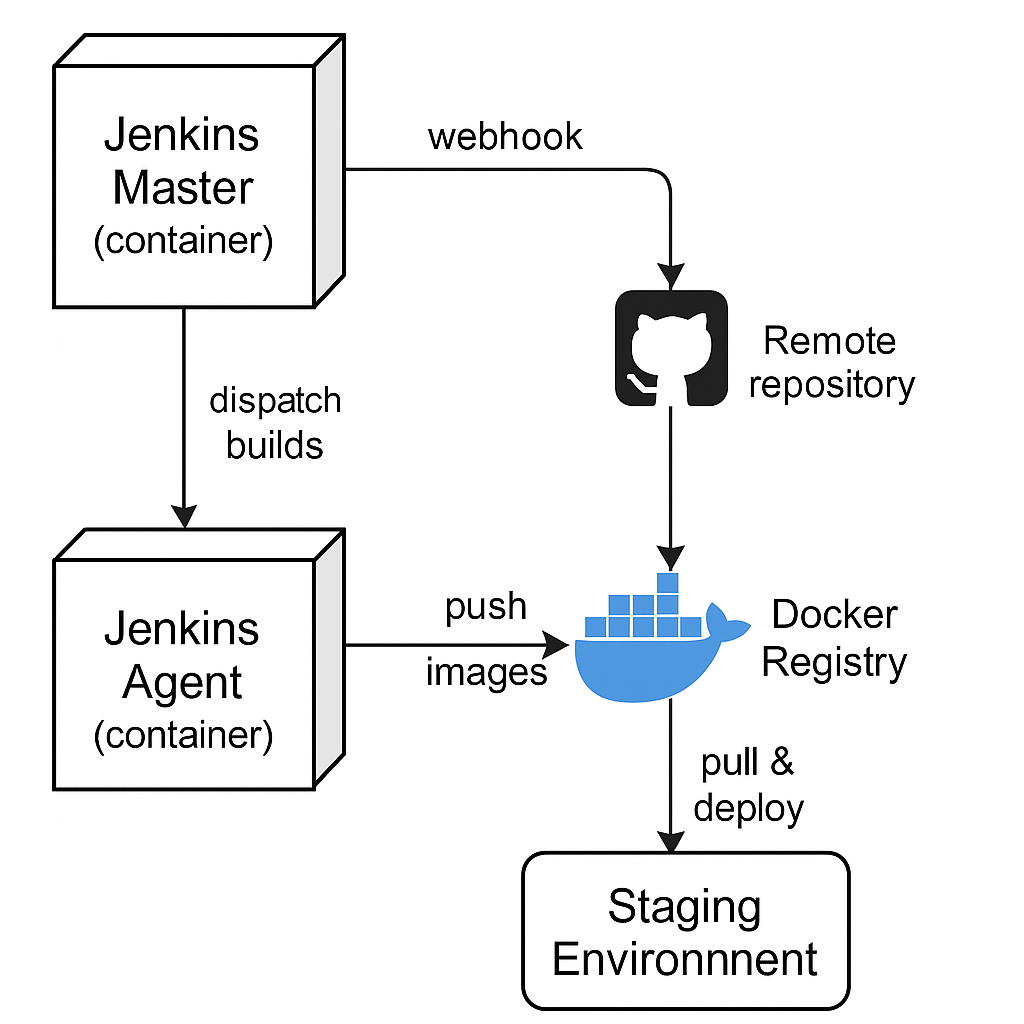 Jenkins
Master
(container)
webhook
Remote
repository
dispatch
builds
Jenkins
Agent
(container)
push
images
Docker
Registry
pull &
deploy
Staging
Environnnent